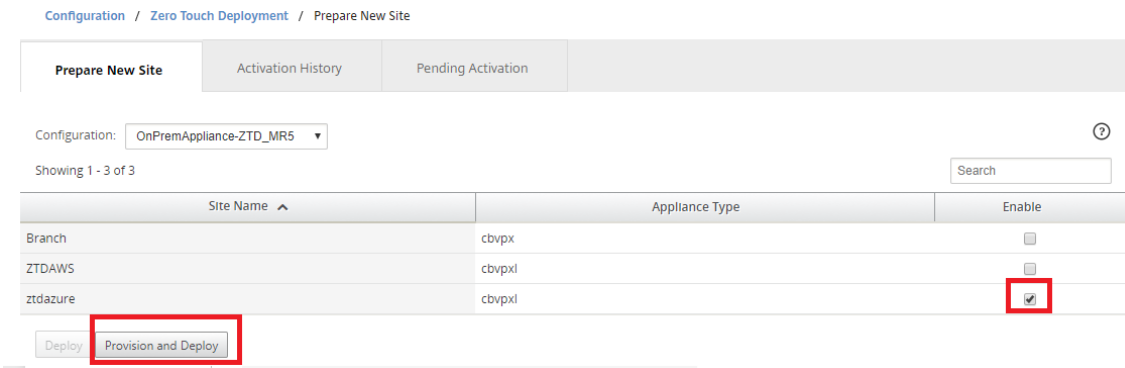 Configuration / Zero Touch Deployment / Prepare New Site
Prepare New Site Activation History Pending Activation
Configuration: OnPremAppliance-ZTD_MR5 ▼ ?
Showing 1 - 3 of 3 Search
Site Name Appliance Type Enable
Branch cbvpx
ZTDAWS cbvpxl
ztdazure cbvpxl
Deploy Provision and Deploy